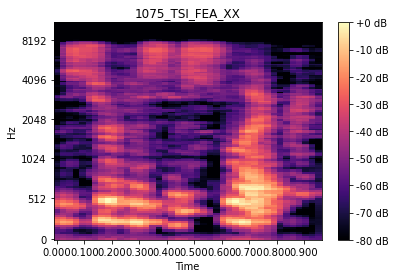 1075_TSI_FEA_XX
8192
4096
2048
1024
512
0
Hz
0.0000.1000.2000.3000.4000.5000.6000.7000.8000.900
Time
+0 dB
-10 dB
-20 dB
-30 dB
-40 dB
-50 dB
-60 dB
-70 dB
-80 dB